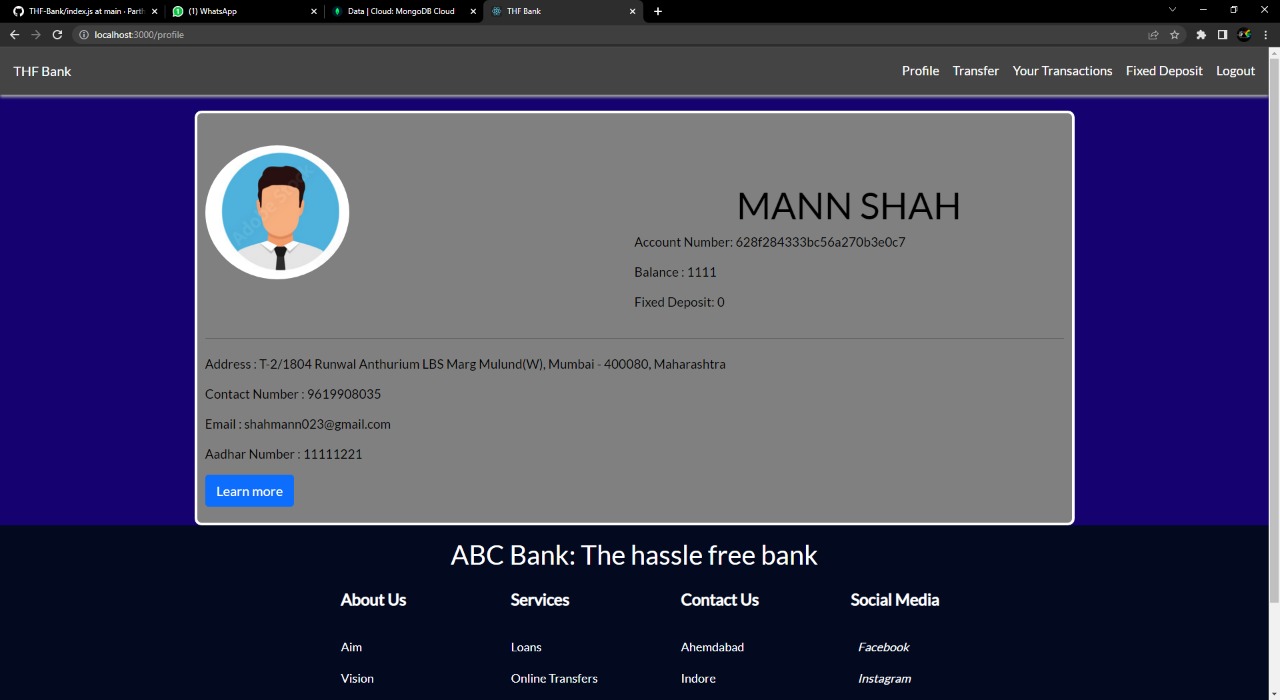 THF-Bank/index.js at main · Parth
(1) WhatsApp
Data | Cloud: MongoDB Cloud
THF Bank
localhost:3000/profile
THF Bank
Profile
Transfer
Your Transactions
Fixed Deposit
Logout
MANN SHAH
Account Number: 628f284333bc56a270b3e0c7
Balance : 1111
Fixed Deposit: 0
Address : T-2/1804 Runwal Anthurium LBS Marg Mulund(W), Mumbai - 400080, Maharashtra
Contact Number : 9619908035
Email : shahmann023@gmail.com
Aadhar Number : 11111221
Learn more
ABC Bank: The hassle free bank
About Us
Services
Contact Us
Social Media
Aim
Loans
Ahemdabad
Facebook
Vision
Online Transfers
Indore
Instagram